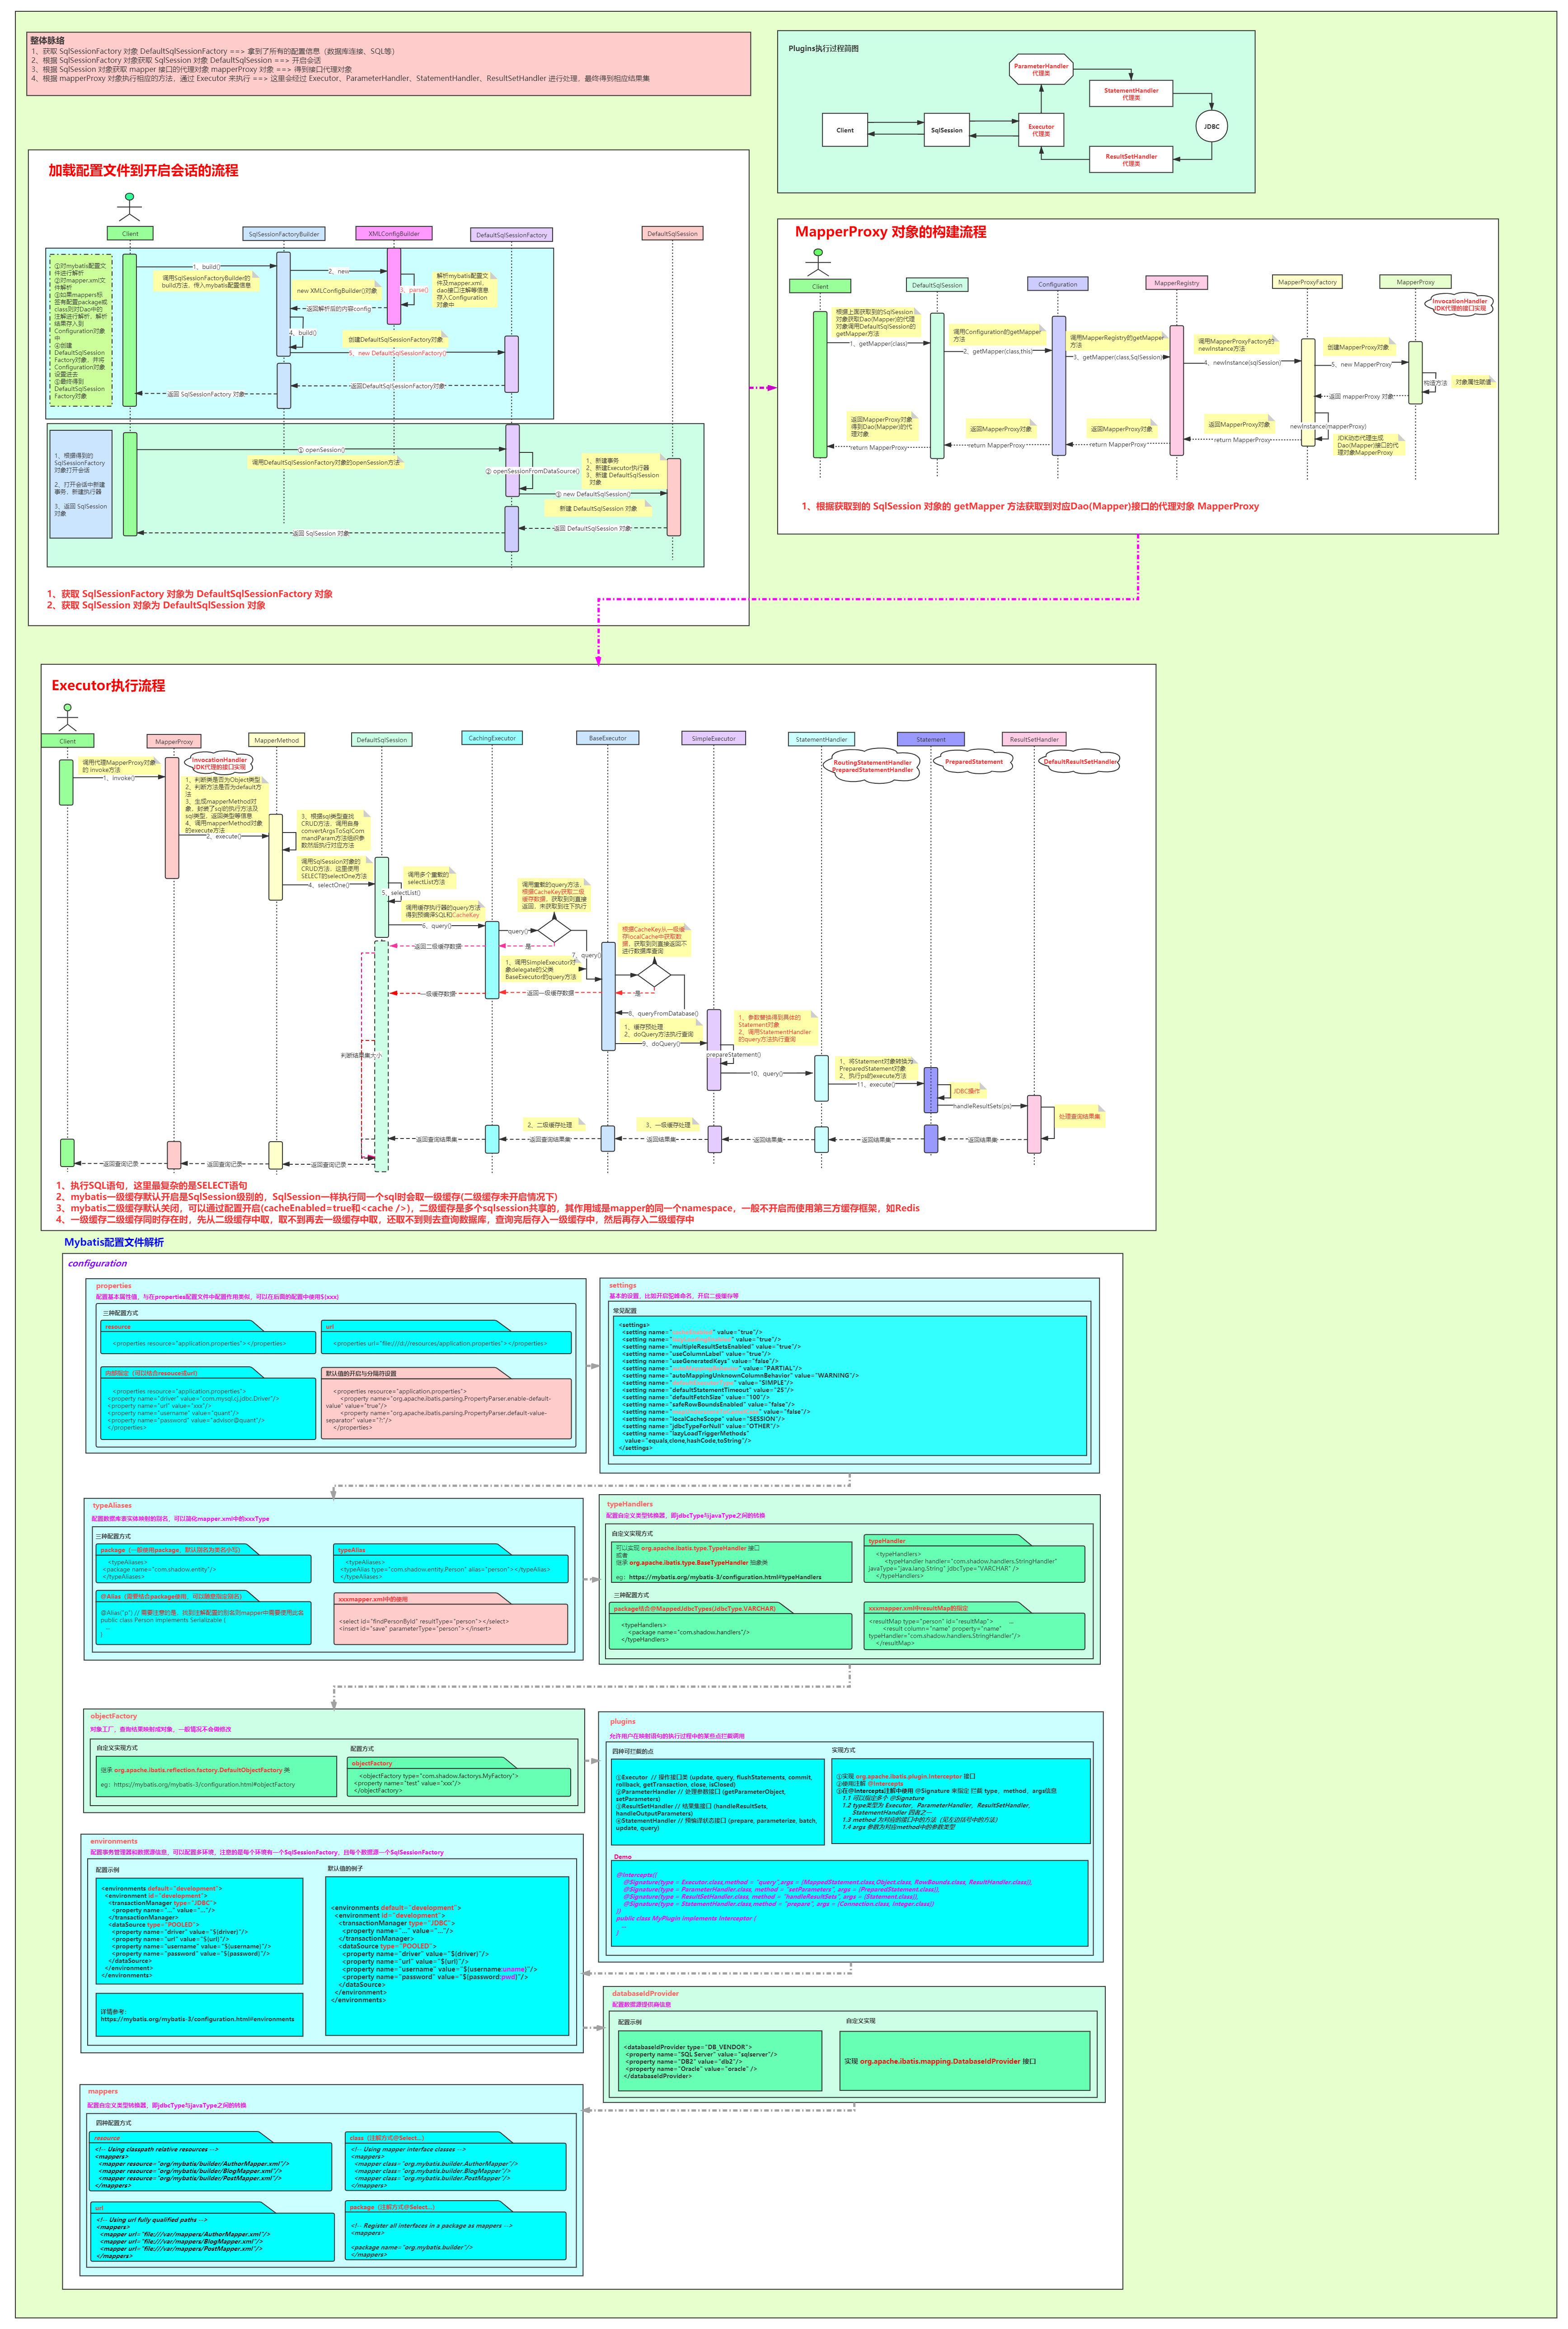 整体脉络
1、获取 SqlSessionFactory 对象 DefaultSqlSessionFactory ==> 拿到了所有的配置信息（数据库连接、SQL等）
2、根据 SqlSessionFactory 对象获取 SqlSession 对象 DefaultSqlSession ==> 开启会话
3、根据 SqlSession 对象获取 mapper 接口的代理对象 mapperProxy 对象 ==> 得到接口代理对象
4、根据 mapperProxy 对象执行相应的方法，通过 Executor 来执行 ==> 这里会经过 Executor、ParameterHandler、StatementHandler、ResultSetHandler 进行处理，最终得到相应结果集
Plugins执行过程简图
ParameterHandler
代理类
StatementHandler
代理类
Client
SqlSession
Executor
代理类
JDBC
ResultSetHandler
代理类
加载配置文件到开启会话的流程
Client
SqlSessionFactoryBuilder
XMLConfigBuilder
DefaultSqlSessionFactory
DefaultSqlSession
①对mybatis配置文
件进行解析
②对mapper.xml文
件解析
③如果mappers标
签有配置package或
class则对Dao中的
注解进行解析，解析
结果存入到
Configuration对象
中
④创建
DefaultSqlSession
Factory对象，并将
Configuration对象
设置进去
⑤最终得到
DefaultSqlSession
Factory对象
1、build()
调用SqlSessionFactoryBuilder的
build方法，传入mybatis配置信息
2、new
new XMLConfigBuilder()对象
3、parse()
解析mybatis配置文
件及mapper.xml、
dao接口注解等信息
存入Configuration
对象中
返回解析后的内容config
4、build()
创建DefaultSqlSessionFactory对象
5、new DefaultSqlSessionFactory()
返回DefaultSqlSessionFactory对象
返回 SqlSessionFactory 对象
1、根据得到的
SqlSessionFactory
对象打开会话
2、打开会话中新建
事务、新建执行器
3、返回 SqlSession
对象
① openSession()
调用DefaultSqlSessionFactory对象的openSession方法
② openSessionFromDataSource()
1、新建事务
2、新建Executor执行器
3、新建 DefaultSqlSession
对象
③ new DefaultSqlSession()
新建 DefaultSqlSession 对象
返回 DefaultSqlSession 对象
返回 SqlSession 对象
1、获取 SqlSessionFactory 对象为 DefaultSqlSessionFactory 对象
2、获取 SqlSession 对象为 DefaultSqlSession 对象
MapperProxy 对象的构建流程
Client
DefaultSqlSession
Configuration
MapperRegistry
MapperProxyFactory
MapperProxy
InvocationHandler
JDK代理的接口实现
根据上面获取到的SqlSession
对象获取Dao(Mapper)的代理
对象调用DefaultSqlSession的
getMapper方法
1、getMapper(class)
调用Configuration的getMapper
方法
2、getMapper(class,this)
调用MapperRegistry的getMapper
方法
3、getMapper(class,SqlSession)
调用MapperProxyFactory的
newInstance方法
4、newInstance(sqlSession)
创建MapperProxy对象
5、new MapperProxy
构造方法
对象属性赋值
返回 mapperProxy 对象
newInstance(mapperProxy)
JDK动态代理生成
Dao(Mapper)接口的代
理对象MapperProxy
返回MapperProxy对象
return MapperProxy
返回MapperProxy对象
return MapperProxy
返回MapperProxy对象
return MapperProxy
返回MapperProxy对象
得到Dao(Mapper)的代
理对象
return MapperProxy
1、根据获取到的 SqlSession 对象的 getMapper 方法获取到对应Dao(Mapper)接口的代理对象 MapperProxy
Executor执行流程
Client
MapperProxy
MapperMethod
DefaultSqlSession
CachingExecutor
BaseExecutor
SimpleExecutor
StatementHandler
Statement
ResultSetHandler
InvocationHandler
JDK代理的接口实现
RoutingStatementHandler
PreparedStatementHandler
PreparedStatement
DefaultResultSetHandler
调用代理MapperProxy对象
的 invoke方法
1、invoke()
1、判断类是否为Object类型
2、判断方法是否为default方
法
3、生成mapperMethod对
象，封装了sql的执行方法及
sql类型，返回类型等信息
4、调用mapperMethod对象
的execute方法
2、execute()
3、根据sql类型查找
CRUD方法，调用自身
convertArgsToSqlCom
mandParam方法组织参
数然后执行对应方法
调用SqlSession对象的
CRUD方法，这里使用
SELECT的selectOne方法
4、selectOne()
调用多个重载的
selectList方法
5、selectList()
调用缓存执行器的query方法
得到预编译SQL和CacheKey
6、query()
调用重载的query方法，
根据CacheKey获取二级
缓存数据，获取到则直接
返回，未获取到往下执行
query()
是
返回二级缓存数据
7、query()
1、调用SimpleExecutor对
象delegate的父类
BaseExecutor的query方法
根据CacheKey从一级缓
存localCache中获取数
据，获取到则直接返回不
进行数据库查询
是
返回一级缓存数据
一级缓存数据
8、queryFromDatabase()
1、缓存预处理
2、doQuery方法执行查询
9、doQuery()
1、参数替换得到具体的
Statement对象
2、调用StatementHandler
的query方法执行查询
prepareStatement()
10、query()
1、将Statement对象转换为
PreparedStatement对象
2、执行ps的execute方法
11、execute()
JDBC操作
handleResultSets(ps)
处理查询结果集
判断结果集大小
返回结果集
返回结果集
返回结果集
3、一级缓存处理
返回结果集
2、二级缓存处理
返回查询结果集
返回查询结果集
返回查询记录
返回查询记录
返回查询记录
1、执行SQL语句，这里最复杂的是SELECT语句
2、mybatis一级缓存默认开启是SqlSession级别的，SqlSession一样执行同一个sql时会取一级缓存(二级缓存未开启情况下)
3、mybatis二级缓存默认关闭，可以通过配置开启(cacheEnabled=true和<cache />)，二级缓存是多个sqlsession共享的，其作用域是mapper的同一个namespace，一般不开启而使用第三方缓存框架，如Redis
4、一级缓存二级缓存同时存在时，先从二级缓存中取，取不到再去一级缓存中取，还取不到则去查询数据库，查询完后存入一级缓存中，然后再存入二级缓存中
Mybatis配置文件解析
configuration
properties
配置基本属性值，与在properties配置文件中配置作用类似，可以在后面的配置中使用${xxx}
三种配置方式
resource
<properties resource="application.properties"></properties>
url
<properties url="file:///d://resources/application.properties"></properties>
内部指定（可以结合resouce或url）
<properties resource="application.properties">
<property name="driver" value="com.mysql.cj.jdbc.Driver"/>
<property name="url" value="xxx"/>
<property name="username" value="quant"/>
<property name="password" value="advisor@quant"/>
</properties>
默认值的开启与分隔符设置
<properties resource="application.properties">
<property name="org.apache.ibatis.parsing.PropertyParser.enable-default-
value" value="true"/>
<property name="org.apache.ibatis.parsing.PropertyParser.default-value-
separator" value="?:"/>
</properties>
settings
基本的设置，比如开启驼峰命名、开启二级缓存等
常见配置
<settings>
<setting name=" " value="true"/>
<setting name=" " value="true"/>
<setting name="multipleResultSetsEnabled" value="true"/>
<setting name="useColumnLabel" value="true"/>
<setting name="useGeneratedKeys" value="false"/>
<setting name=" " value="PARTIAL"/>
<setting name="autoMappingUnknownColumnBehavior" value="WARNING"/>
<setting name=" " value="SIMPLE"/>
<setting name="defaultStatementTimeout" value="25"/>
<setting name="defaultFetchSize" value="100"/>
<setting name="safeRowBoundsEnabled" value="false"/>
<setting name=" " value="false"/>
<setting name="localCacheScope" value="SESSION"/>
<setting name="jdbcTypeForNull" value="OTHER"/>
<setting name="lazyLoadTriggerMethods"
value="equals,clone,hashCode,toString"/>
</settings>
typeAliases
配置数据库表实体映射的别名，可以简化mapper.xml中的xxxType
三种配置方式
package（一般使用package，默认别名为类名小写）
<typeAliases>
<package name="com.shadow.entity"/>
</typeAliases>
typeAlias
<typeAliases>
<typeAlias type="com.shadow.entity.Person" alias="person"></typeAlias>
</typeAliases>
@Alias（需要结合package使用，可以随意指定别名）
@Alias("p") // 需要注意的是，找到注解配置的别名则mapper中需要使用此名
public class Person implements Serializable {
...
}
xxxmapper.xml中的使用
<select id="findPersonById" resultType="person"></select>
<insert id="save" parameterType="person"></insert>
typeHandlers
配置自定义类型转换器，即jdbcType与javaType之间的转换
自定义实现方式
可以实现 org.apache.ibatis.type.TypeHandler 接口
或者
继承 org.apache.ibatis.type.BaseTypeHandler 抽象类
eg：https://mybatis.org/mybatis-3/configuration.html#typeHandlers
typeHandler
<typeHandlers>
<typeHandler handler="com.shadow.handlers.StringHandler"
javaType="java.lang.String" jdbcType="VARCHAR" />
</typeHandlers>
三种配置方式
package结合@MappedJdbcTypes(JdbcType.VARCHAR)
<typeHandlers>
<package name="com.shadow.handlers"/>
</typeHandlers>
xxxmapper.xml中resultMap的指定
<resultMap type="person" id="resultMap"> ...
<result column="name" property="name"
typeHandler="com.shadow.handlers.StringHandler"/>
</resultMap>
objectFactory
对象工厂，查询结果映射成对象，一般情况不会做修改
自定义实现方式
继承 org.apache.ibatis.reflection.factory.DefaultObjectFactory 类
eg：https://mybatis.org/mybatis-3/configuration.html#objectFactory
配置方式
objectFactory
<objectFactory type="com.shadow.factorys.MyFactory">
<property name="test" value="xxx"/>
</objectFactory>
plugins
允许用户在映射语句的执行过程中的某些点拦截调用
四种可拦截的点
①Executor // 操作接口类 (update, query, flushStatements, commit,
rollback, getTransaction, close, isClosed)
②ParameterHandler // 处理参数接口 (getParameterObject,
setParameters)
③ResultSetHandler // 结果集接口 (handleResultSets,
handleOutputParameters)
④StatementHandler // 预编译状态接口 (prepare, parameterize, batch,
update, query)
实现方式
①实现 org.apache.ibatis.plugin.Interceptor 接口
②使用注解 @Intercepts
③在@Intercepts注解中使用 @Signature 来指定 拦截 type、method、args信息
1.1 可以指定多个 @Signature
1.2 type类型为 Executor、ParameterHandler、ResultSetHandler、
StatementHandler 四者之一
1.3 method 为对应的接口中的方法（见左边括号中的方法）
1.4 args 参数为对应method中的参数类型
Demo
@Intercepts({
@Signature(type = Executor.class,method = "query",args = {MappedStatement.class,Object.class, RowBounds.class, ResultHandler.class}),
@Signature(type = ParameterHandler.class, method = "setParameters", args = {PreparedStatement.class}),
@Signature(type = ResultSetHandler.class, method = "handleResultSets", args = {Statement.class}),
@Signature(type = StatementHandler.class,method = "prepare", args = {Connection.class, Integer.class})
})
public class MyPlugin implements Interceptor {
...
}
environments
配置事务管理器和数据源信息，可以配置多环境，注意的是每个环境有一个SqlSessionFactory，且每个数据源一个SqlSessionFactory
配置示例
<environments default="development">
<environment id="development">
<transactionManager type="JDBC">
<property name="..." value="..."/>
</transactionManager>
<dataSource type="POOLED">
<property name="driver" value="${driver}"/>
<property name="url" value="${url}"/>
<property name="username" value="${username}"/>
<property name="password" value="${password}"/>
</dataSource>
</environment>
</environments>
详情参考：
https://mybatis.org/mybatis-3/configuration.html#environments
默认值的例子
<environments default="development">
<environment id="development">
<transactionManager type="JDBC">
<property name="..." value="..."/>
</transactionManager>
<dataSource type="POOLED">
<property name="driver" value="${driver}"/>
<property name="url" value="${url}"/>
<property name="username" value="${username:uname}"/>
<property name="password" value="${password:pwd}"/>
</dataSource>
</environment>
</environments>
databaseIdProvider
配置数据源提供商信息
配置示例
<databaseIdProvider type="DB_VENDOR">
<property name="SQL Server" value="sqlserver"/>
<property name="DB2" value="db2"/>
<property name="Oracle" value="oracle" />
</databaseIdProvider>
自定义实现
实现 org.apache.ibatis.mapping.DatabaseIdProvider 接口
mappers
配置自定义类型转换器，即jdbcType与javaType之间的转换
四种配置方式
resource
<!-- Using classpath relative resources -->
<mappers>
<mapper resource="org/mybatis/builder/AuthorMapper.xml"/>
<mapper resource="org/mybatis/builder/BlogMapper.xml"/>
<mapper resource="org/mybatis/builder/PostMapper.xml"/>
</mappers>
class（注解方式@Select...）
<!-- Using mapper interface classes -->
<mappers>
<mapper class="org.mybatis.builder.AuthorMapper"/>
<mapper class="org.mybatis.builder.BlogMapper"/>
<mapper class="org.mybatis.builder.PostMapper"/>
</mappers>
url
<!-- Using url fully qualified paths -->
<mappers>
<mapper url="file:///var/mappers/AuthorMapper.xml"/>
<mapper url="file:///var/mappers/BlogMapper.xml"/>
<mapper url="file:///var/mappers/PostMapper.xml"/>
</mappers>
package（注解方式@Select...）
<!-- Register all interfaces in a package as mappers -->
<mappers>
<package name="org.mybatis.builder"/>
</mappers>